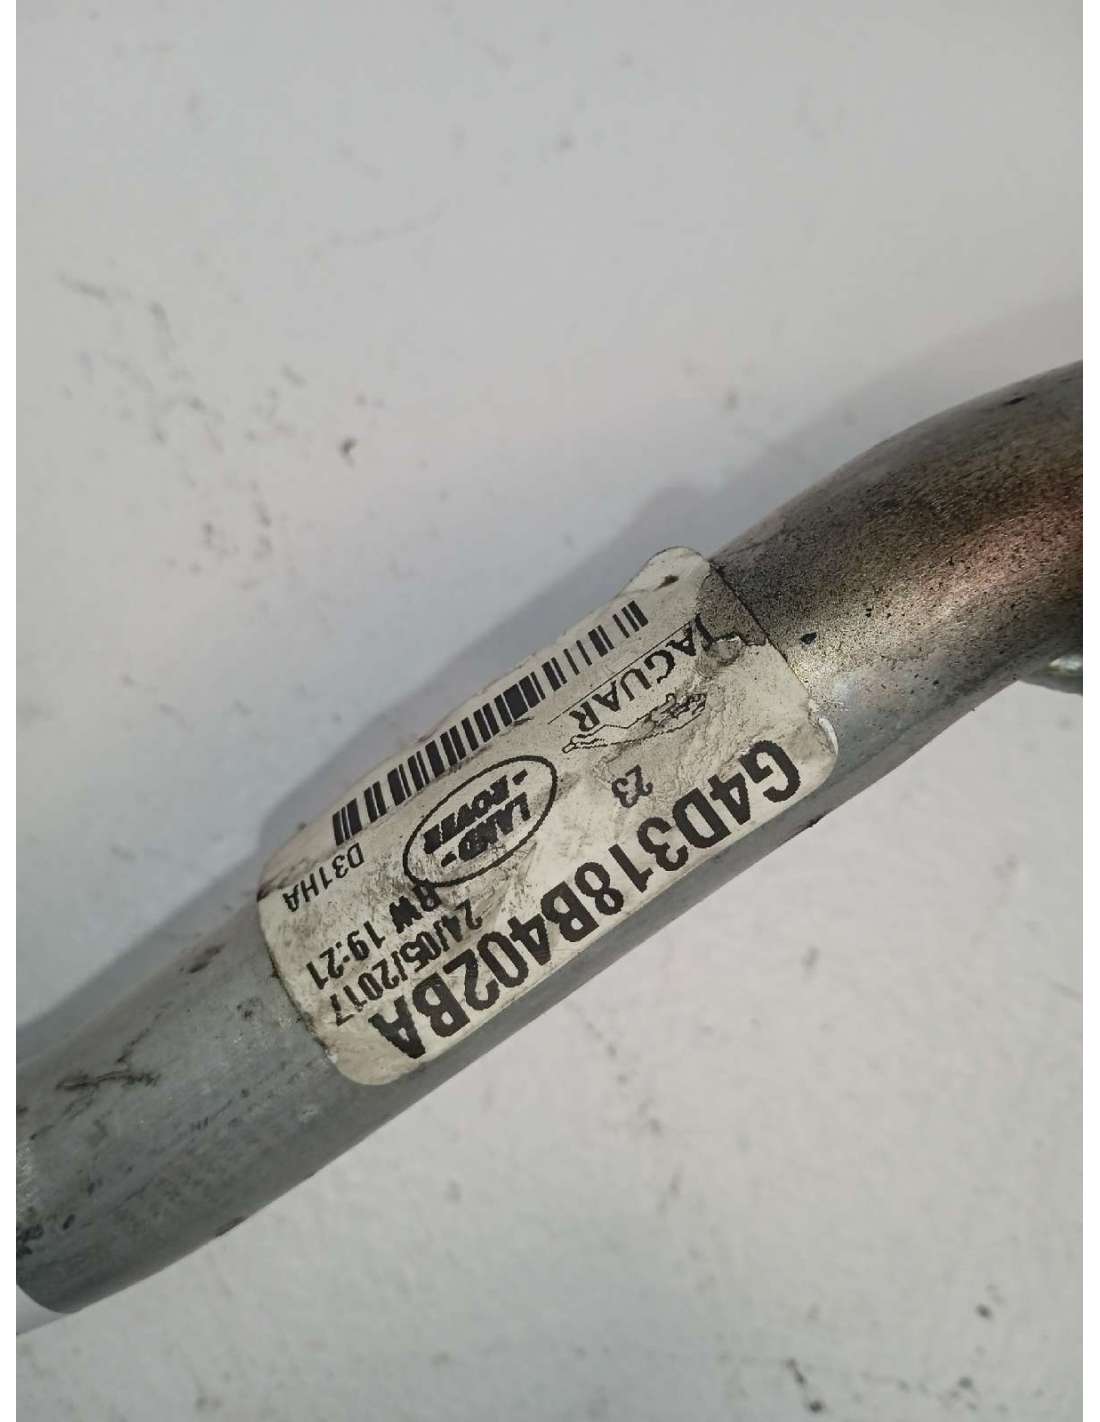 G4D318B402BA
23
24/05/2017
BW 19:21
LAND-
-ROVER
JAGUAR
D31HA